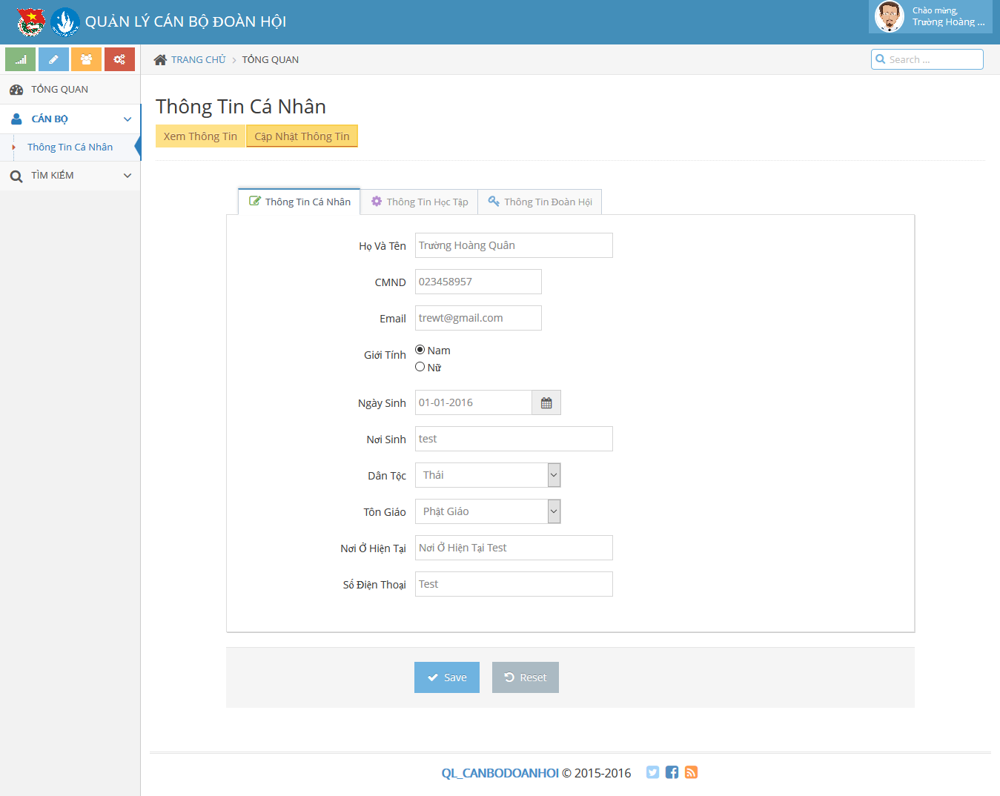 QUẢN LÝ CÁN BỘ ĐOÀN HỘI
Chào mừng,
Trường Hoàng ...
TRANG CHỦ > TỔNG QUAN
Search ...
TỔNG QUAN
CÁN BỘ
Thông Tin Cá Nhân
TÌM KIẾM
Thông Tin Cá Nhân
Xem Thông Tin
Cập Nhật Thông Tin
Thông Tin Cá Nhân
Thông Tin Học Tập
Thông Tin Đoàn Hội
Họ Và Tên
Trường Hoàng Quân
CMND
023458957
Email
trewt@gmail.com
Giới Tính
Nam
Nữ
Ngày Sinh
01-01-2016
Nơi Sinh
test
Dân Tộc
Thái
Tôn Giáo
Phật Giáo
Nơi Ở Hiện Tại
Nơi Ở Hiện Tại Test
Số Điện Thoại
Test
Save
Reset
QL_CANBODOANHOI © 2015-2016